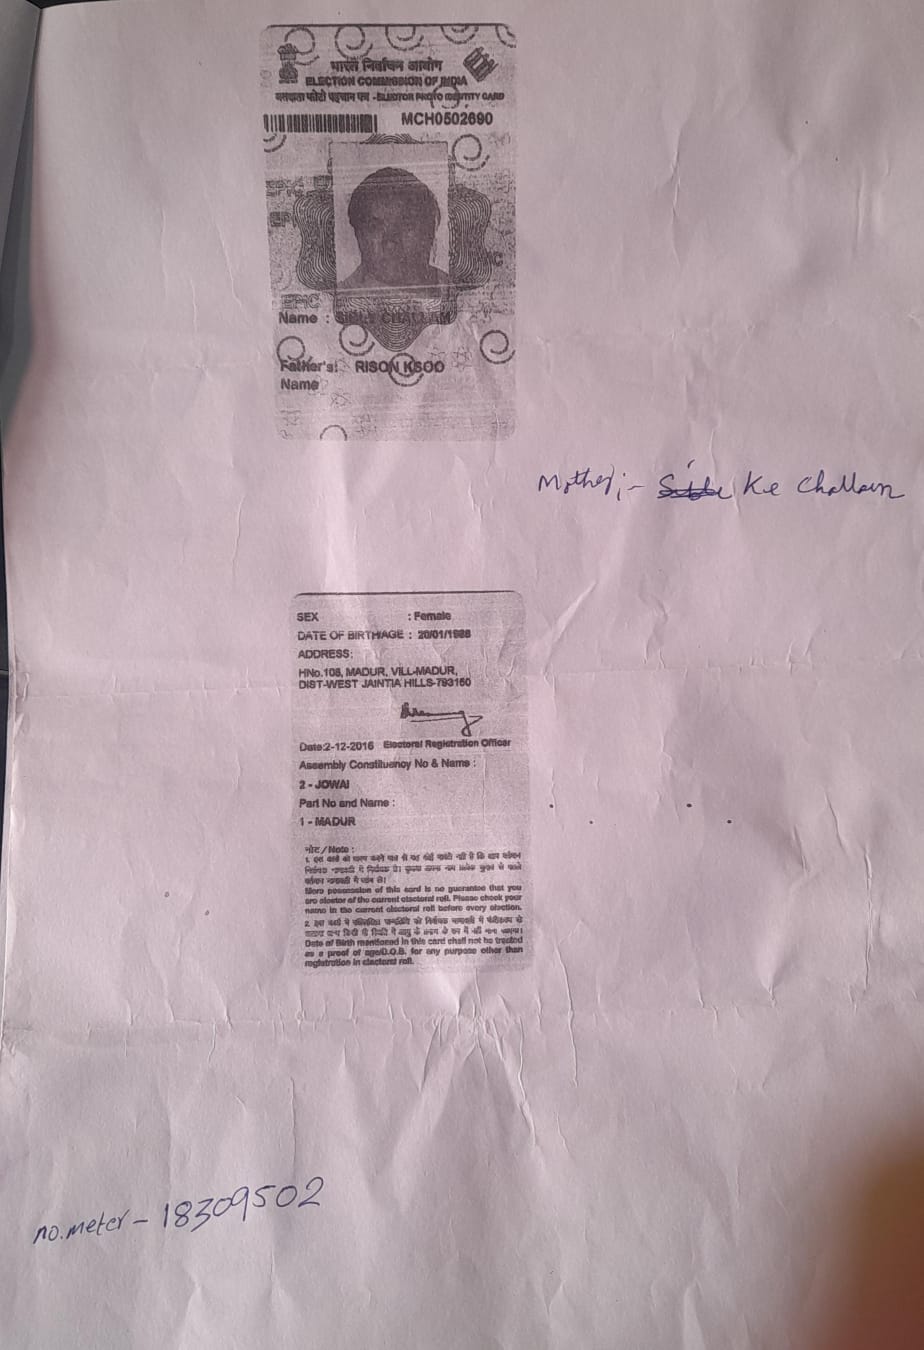 भारत निर्वाचन आयोग
ELECTION COMMISSION OF INDIA
मतदाता फोटो पहचान पत्र - ELECTOR PHOTO IDENTITY CARD
MCH0502690
EPIC
Name : CHALLAM
Father's: RISON KSOO
Name
Mother;- Ke Challam
SEX : Female
DATE OF BIRTH/AGE : 20/01/1988
ADDRESS:
HNo.108, MADUR, VILL-MADUR,
DIST-WEST JAINTIA HILLS-793150
Date:2-12-2016 Electoral Registration Officer
Assembly Constituency No & Name :
2 - JOWAI
Part No and Name :
1 - MADUR
नोट / Note :
More possession of this card is no guarantee that you
are elector of the current electoral roll. Please check your
name in the current electoral roll before every election.
Date of Birth mentioned in this card shall not be treated
as a proof of age/D.O.B. for any purpose other than
registration in electoral roll.
no.meter - 18309502